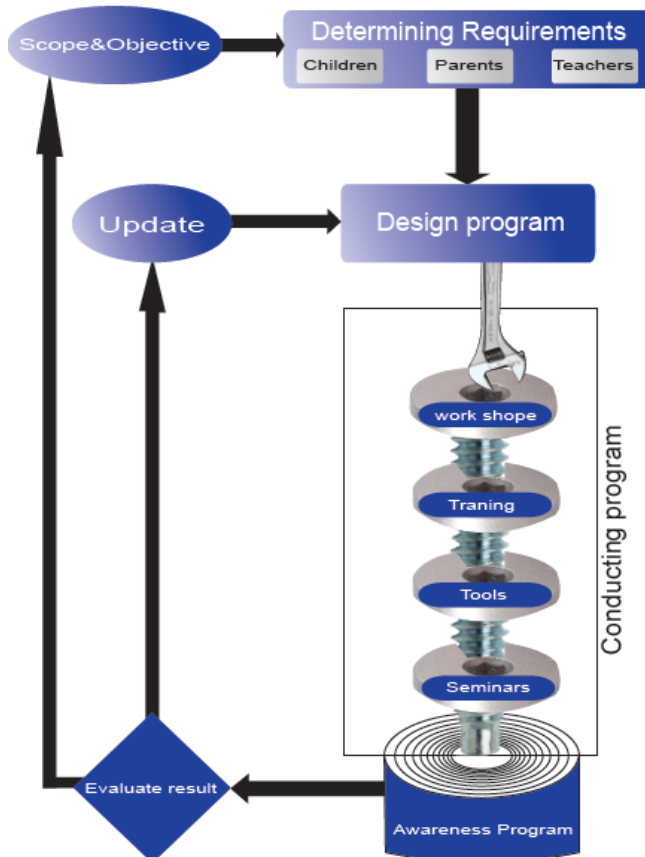 Scope&Objective
Determining Requirements
Children Parents Teachers
Update
Design program
work shope
Traning
Tools
Seminars
Conducting program
Evaluate result
Awareness Program